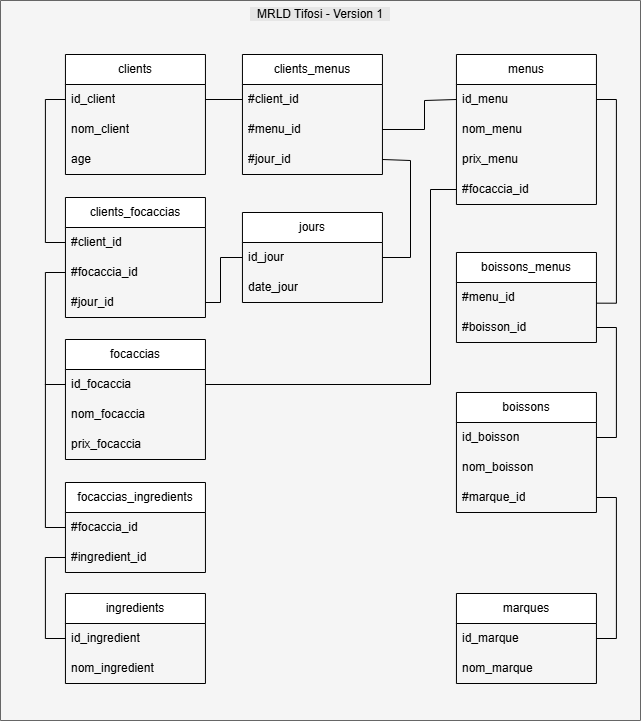 MRLD Tifosi - Version 1
clients
id_client
nom_client
age
clients_menus
#client_id
#menu_id
#jour_id
menus
id_menu
nom_menu
prix_menu
#focaccia_id
clients_focaccias
#client_id
#focaccia_id
#jour_id
jours
id_jour
date_jour
boissons_menus
#menu_id
#boisson_id
focaccias
id_focaccia
nom_focaccia
prix_focaccia
boissons
id_boisson
nom_boisson
#marque_id
focaccias_ingredients
#focaccia_id
#ingredient_id
ingredients
id_ingredient
nom_ingredient
marques
id_marque
nom_marque